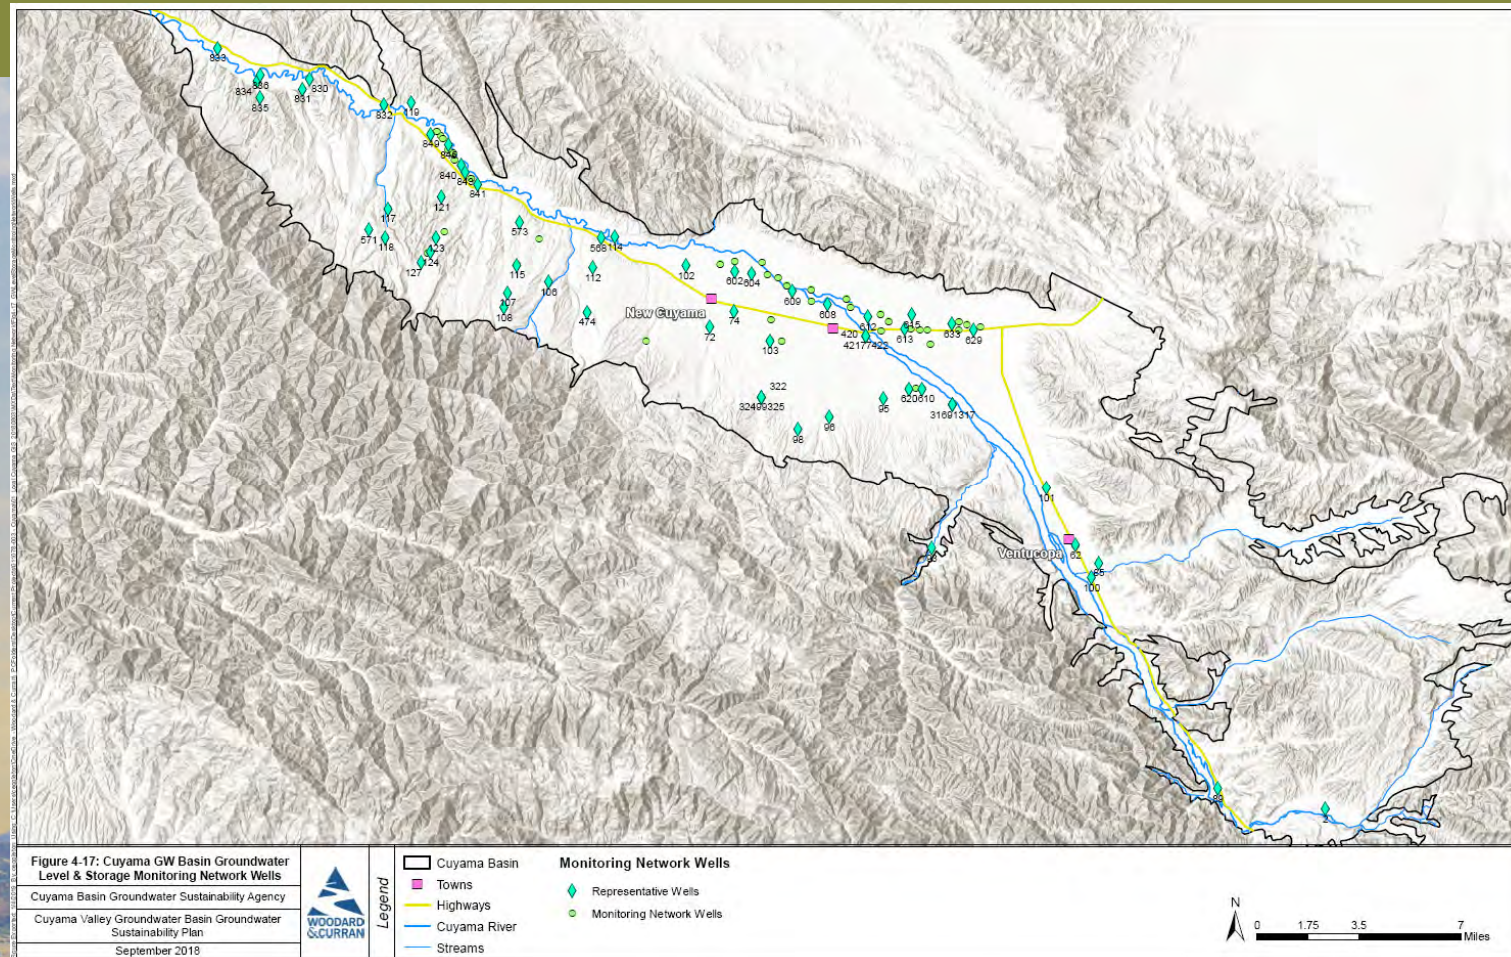 833
836
834
835
830
831
832
119
849
840
841
121
117
571
118
123
124
127
573
115
107
108
106
568
114
112
474
102
602
604
609
608
New Cuyama
74
72
103
612
420
615
613
633
629
322
95
620
610
96
98
101
Ventucopa
62
85
100
2
Figure 4-17: Cuyama GW Basin Groundwater
Level & Storage Monitoring Network Wells
Cuyama Basin Groundwater Sustainability Agency
Cuyama Valley Groundwater Basin Groundwater
Sustainability Plan
September 2018
WOODARD
&CURRAN
Legend
Cuyama Basin
Towns
Highways
Cuyama River
Streams
Monitoring Network Wells
Representative Wells
Monitoring Network Wells
N
0 1.75 3.5 7
Miles